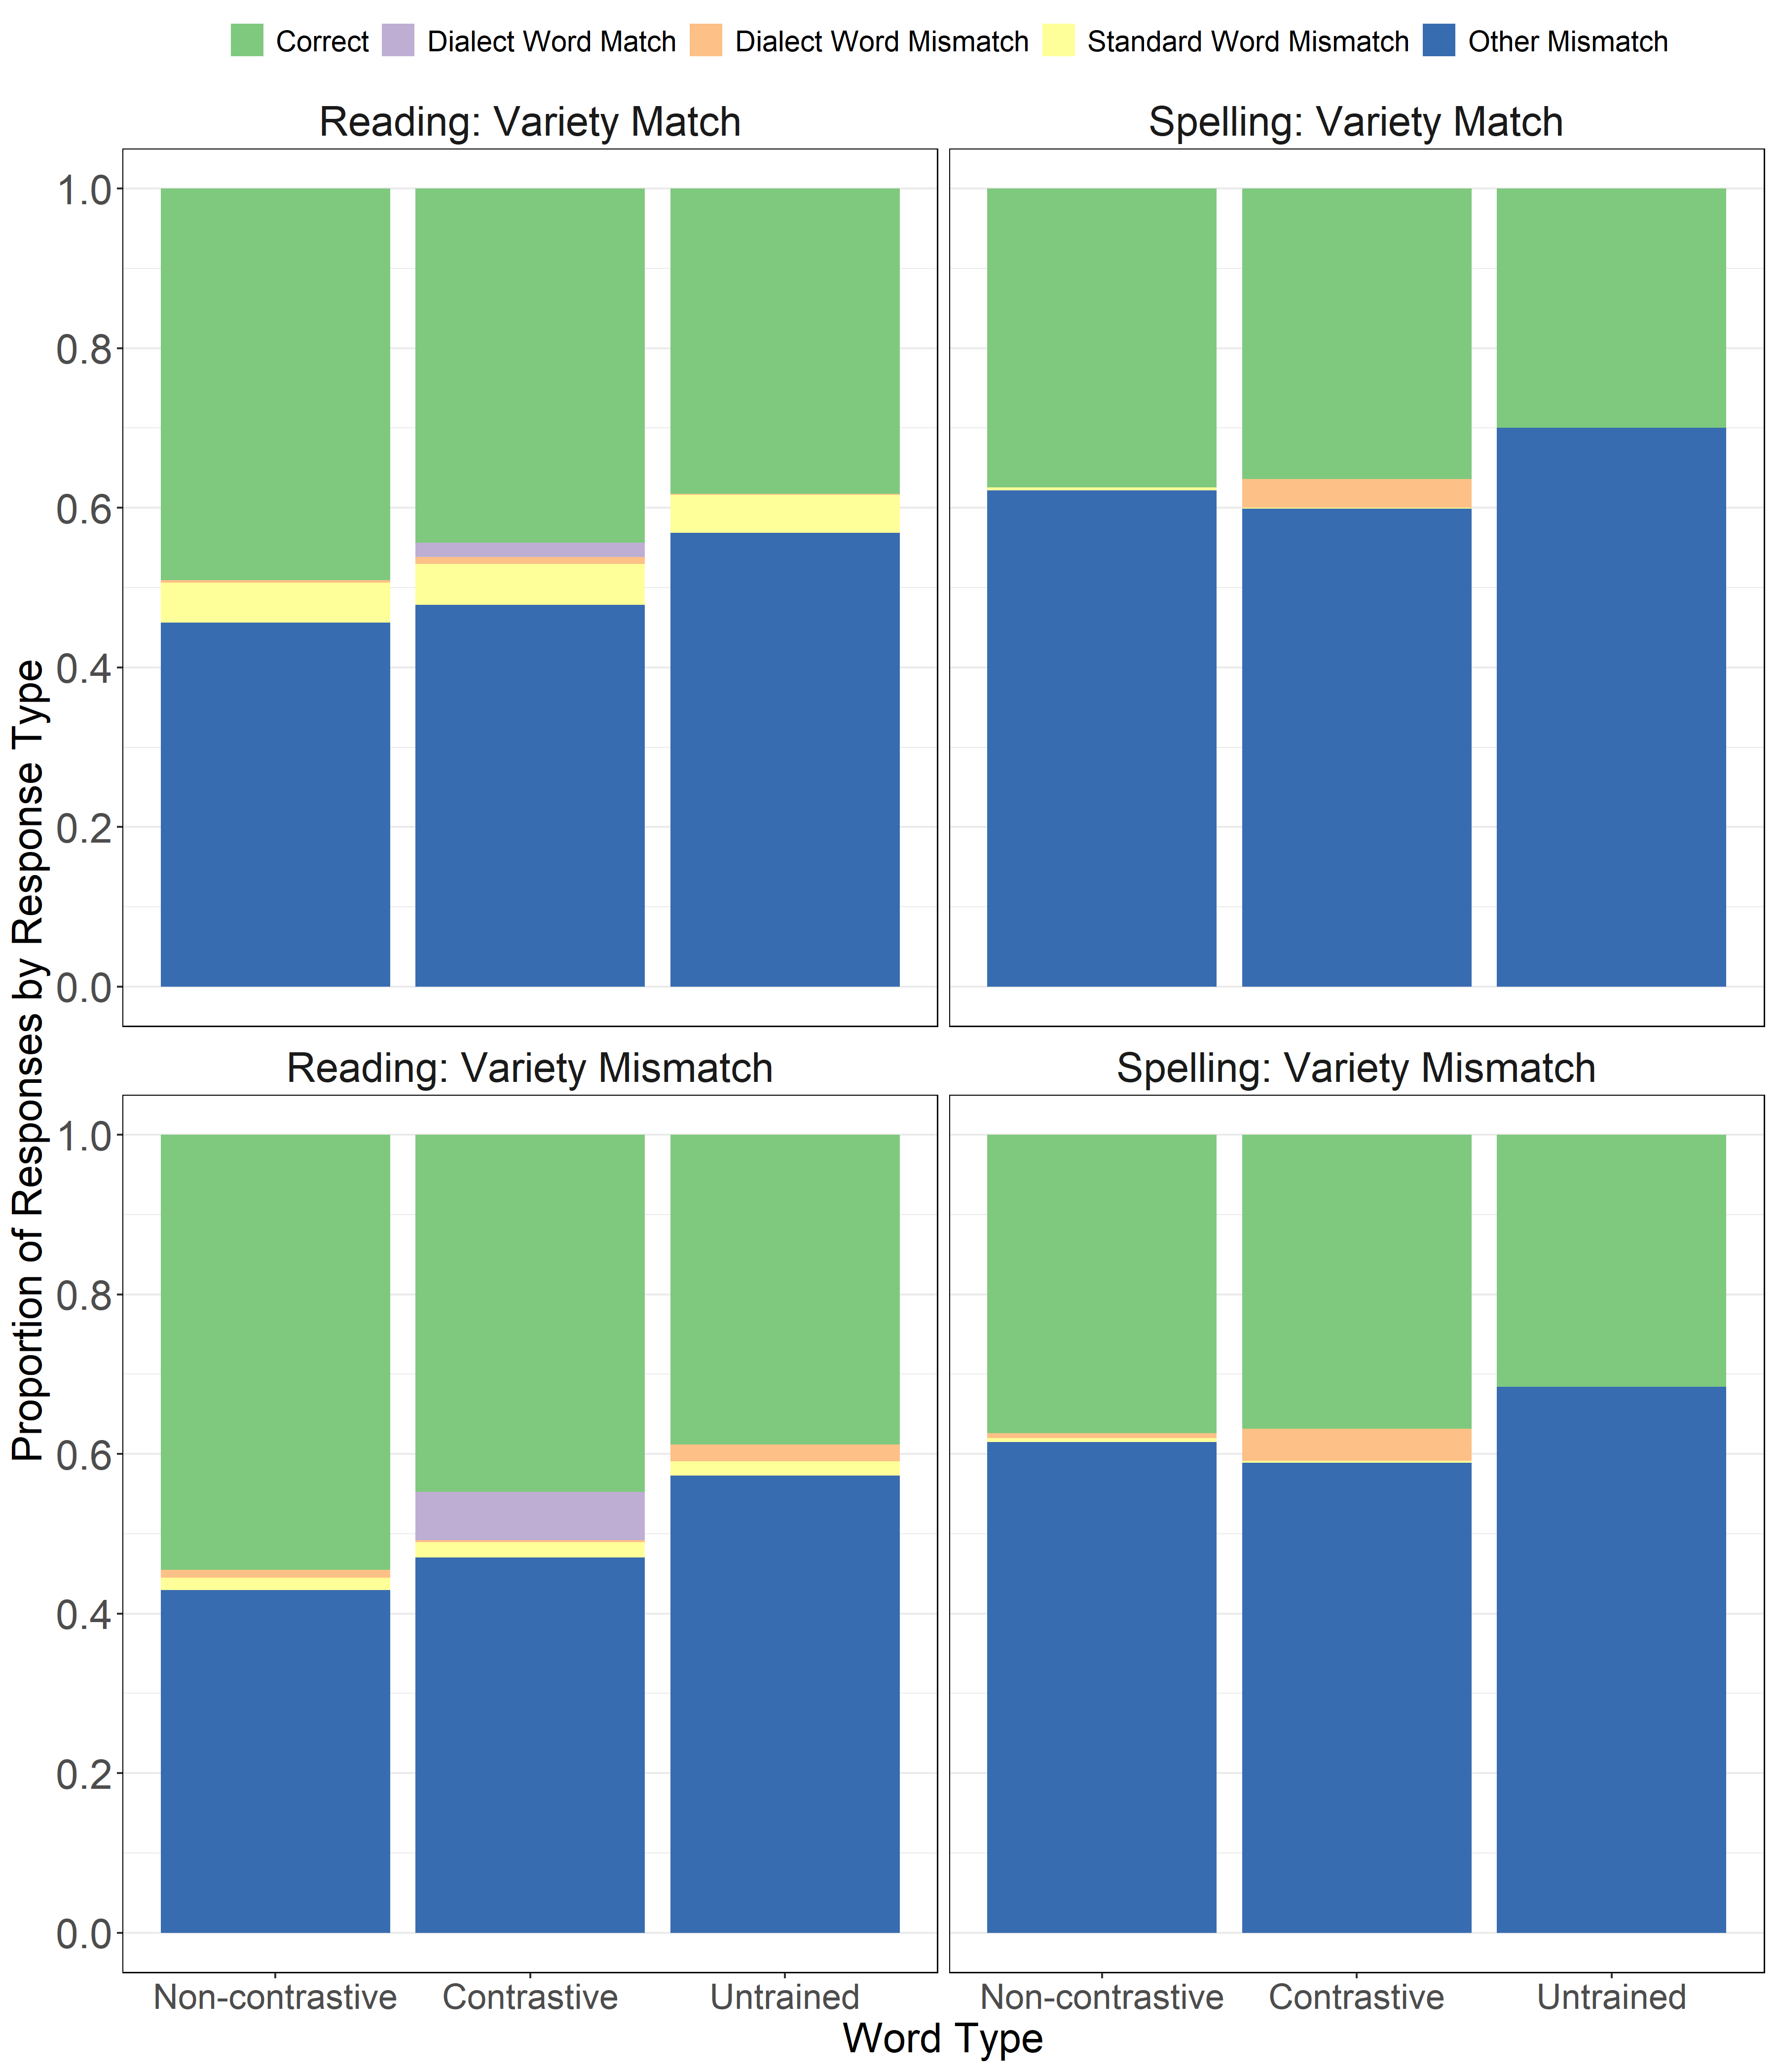 Correct Dialect Word Match Dialect Word Mismatch Standard Word Mismatch Other Mismatch
Reading: Variety Match
Spelling: Variety Match
1.0
0.8
0.6
0.4
0.2
0.0
Reading: Variety Mismatch
Spelling: Variety Mismatch
1.0
0.8
0.6
0.4
0.2
0.0
Proportion of Responses by Response Type
Non-contrastive Contrastive Untrained Non-contrastive Contrastive Untrained
Word Type